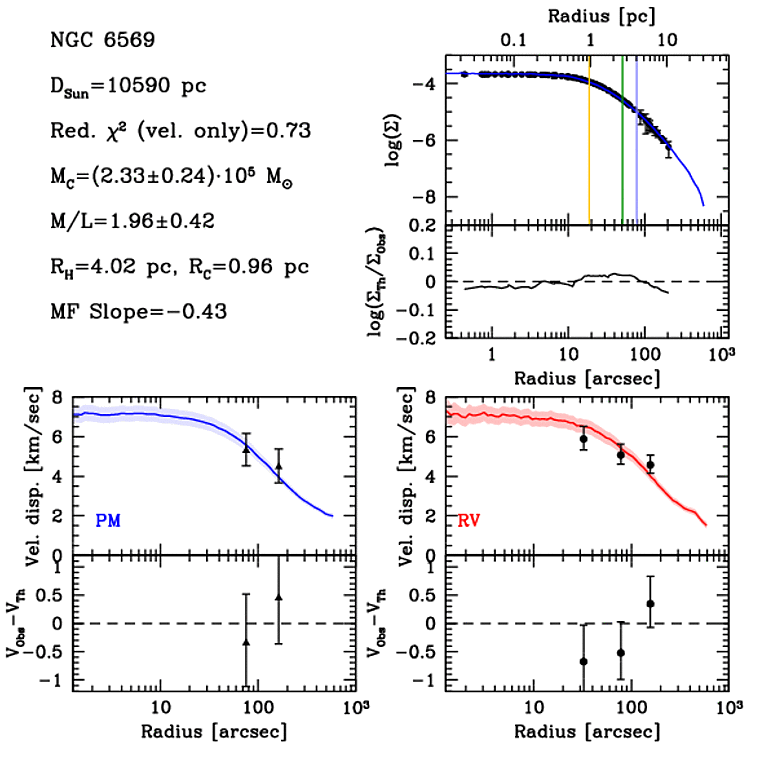 NGC 6569
D_Sun=10590 pc
Red. χ² (vel. only)=0.73
M_C=(2.33±0.24)·10⁵ M_⊙
M/L=1.96±0.42
R_H=4.02 pc, R_C=0.96 pc
MF Slope=−0.43
Radius [pc]
0.1 1 10
log(Σ)
−4
−6
−8
log(Σ_Th/Σ_Obs)
0.2
0.1
0
−0.1
−0.2
1 10 100 10³
Radius [arcsec]
Vel. disp. [km/sec]
8
6
4
2
0
PM
V_Obs−V_Th
1
0.5
0
−0.5
−1
10 100 10³
Radius [arcsec]
Vel. disp. [km/sec]
8
6
4
2
0
RV
V_Obs−V_Th
1
0.5
0
−0.5
−1
10 100 10³
Radius [arcsec]